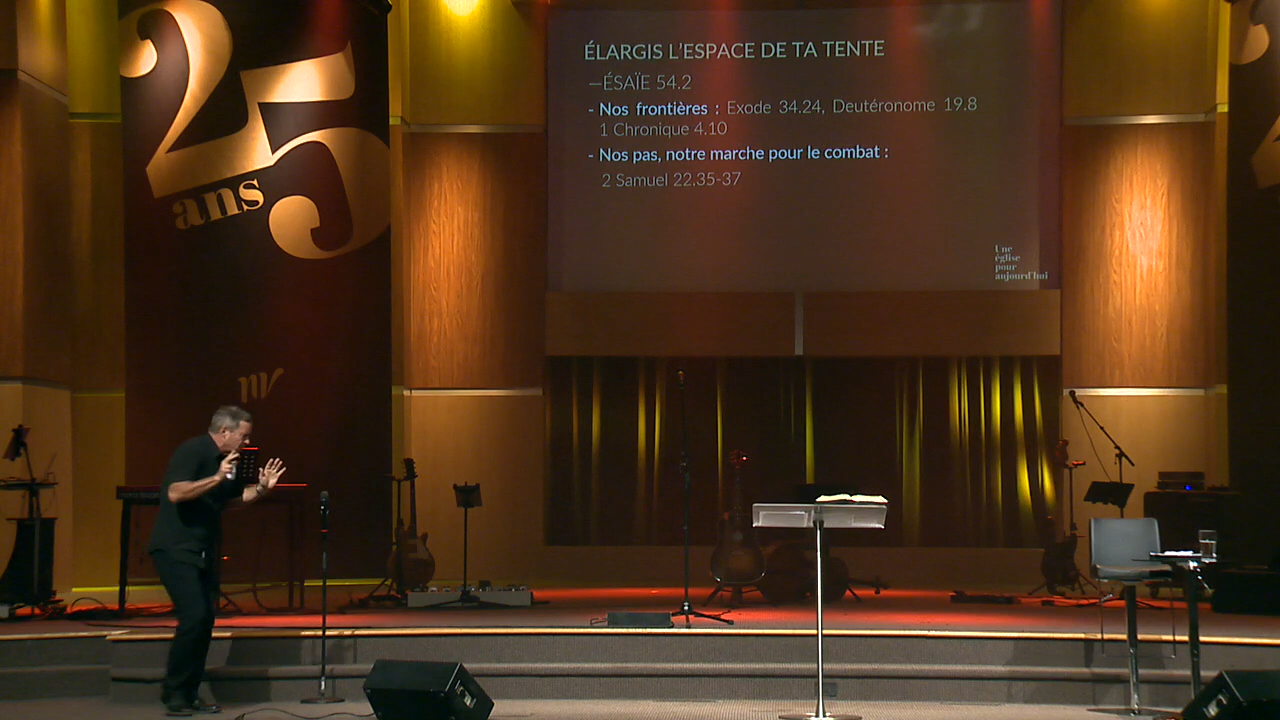 25
ans
ÉLARGIS L'ESPACE DE TA TENTE
—ÉSAÏE 54.2
- Nos frontières : Exode 34.24, Deutéronome 19.8
1 Chronique 4.10
- Nos pas, notre marche pour le combat :
2 Samuel 22.35-37
Une
église
pour
aujourd'hui
nv